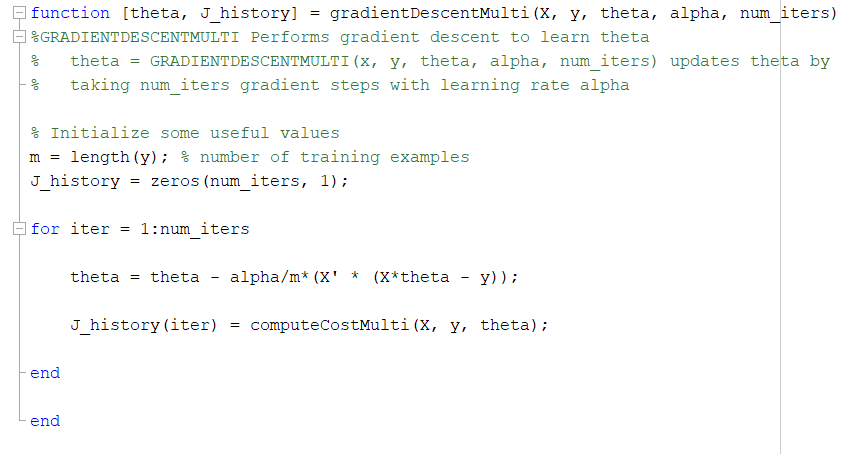 function [theta, J_history] = gradientDescentMulti(X, y, theta, alpha, num_iters)
%GRADIENTDESCENTMULTI Performs gradient descent to learn theta
%   theta = GRADIENTDESCENTMULTI(x, y, theta, alpha, num_iters) updates theta by
%   taking num_iters gradient steps with learning rate alpha
% Initialize some useful values
m = length(y); % number of training examples
J_history = zeros(num_iters, 1);
for iter = 1:num_iters
    theta = theta - alpha/m*(X' * (X*theta - y));
    J_history(iter) = computeCostMulti(X, y, theta);
end
end